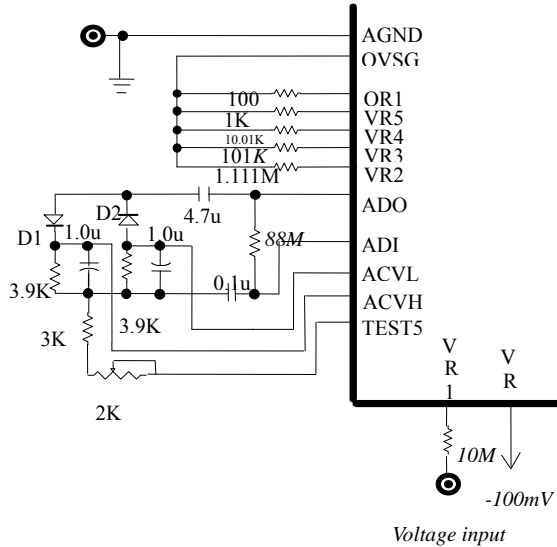 AGND
OVSG
100
OR1
1K
VR5
10.01K
VR4
101K
VR3
1.111M
VR2
4.7u
ADO
D1
1.0u
D2
1.0u
88M
ADI
0.1u
ACVL
3.9K
3.9K
ACVH
3K
TEST5
2K
VR1
VR
10M
-100mV
Voltage input